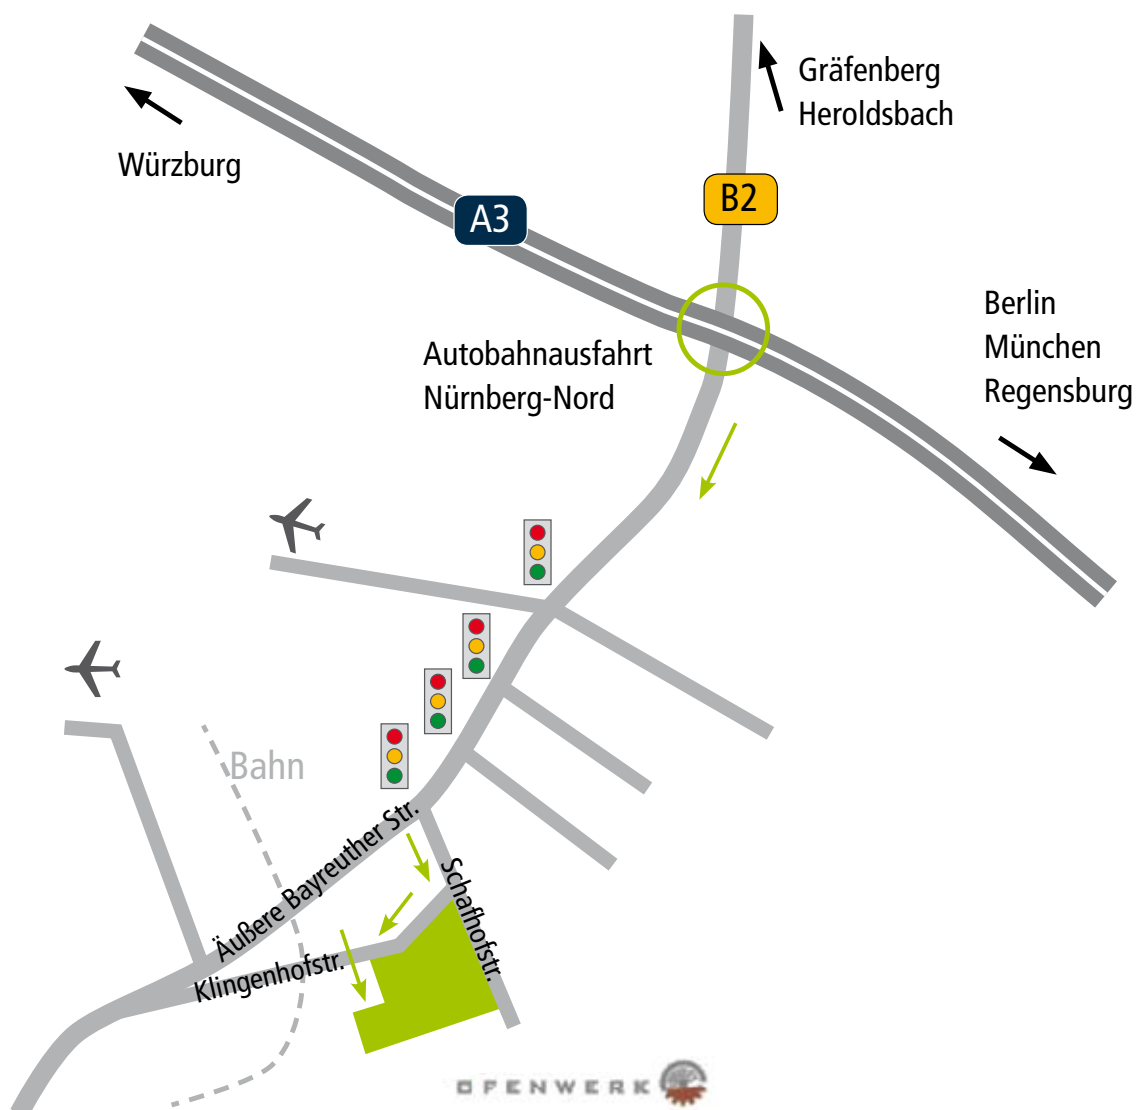 Gräfenberg
Heroldsbach
Würzburg
B2
A3
Berlin
München
Regensburg
Autobahnausfahrt
Nürnberg-Nord
Bahn
Äußere Bayreuther Str.
Schafhofstr.
Klingenhofstr.
OFENWERK